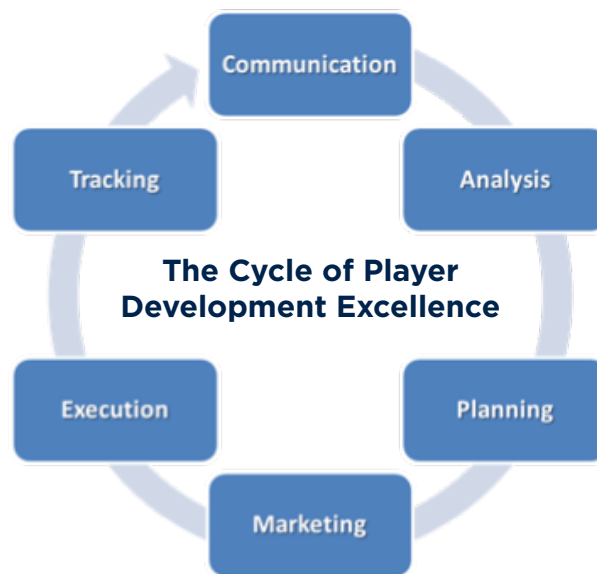 Communication
Analysis
Planning
Marketing
Execution
Tracking
The Cycle of Player
Development Excellence